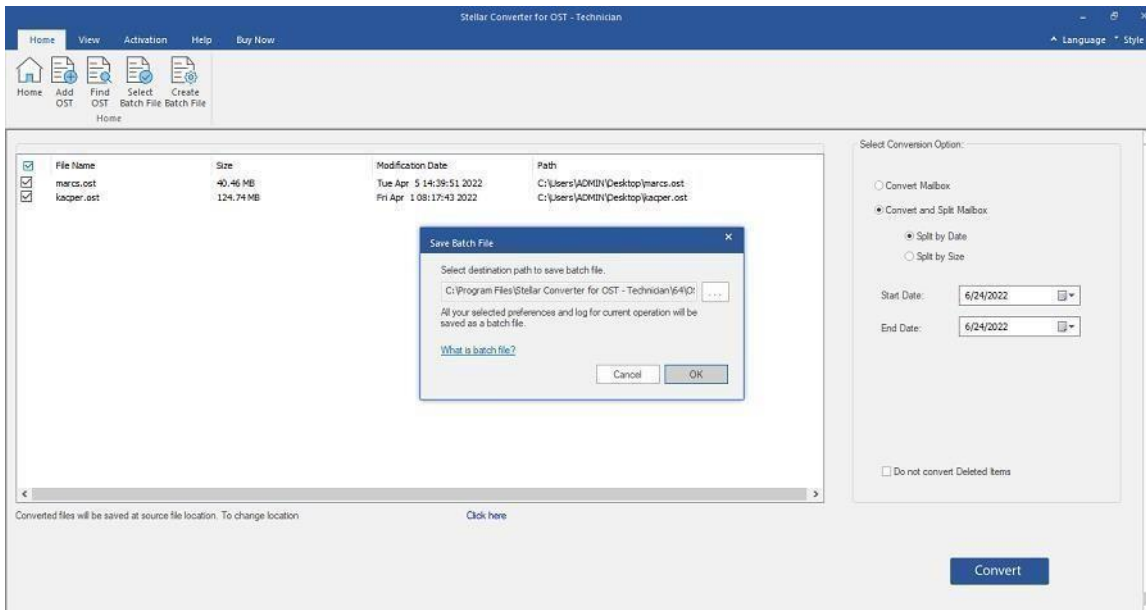 Stellar Converter for OST - Technician
Home View Activation Help Buy Now
Language Style
Home Add OST Find OST Select Batch File Create Batch File
Home
File Name Size Modification Date Path
marcs.ost 40.46 MB Tue Apr 5 14:39:51 2022 C:\Users\ADMIN\Desktop\marcs.ost
kacper.ost 124.74 MB Fri Apr 1 08:17:43 2022 C:\Users\ADMIN\Desktop\kacper.ost
Save Batch File
Select destination path to save batch file.
C:\Program Files\Stellar Converter for OST - Technician\64\O
...
All your selected preferences and log for current operation will be
saved as a batch file.
What is batch file?
Cancel OK
Select Conversion Option:
Convert Mailbox
Convert and Split Mailbox
Split by Date
Split by Size
Start Date: 6/24/2022
End Date: 6/24/2022
Do not convert Deleted Items
Converted files will be saved at source file location. To change location Click here
Convert